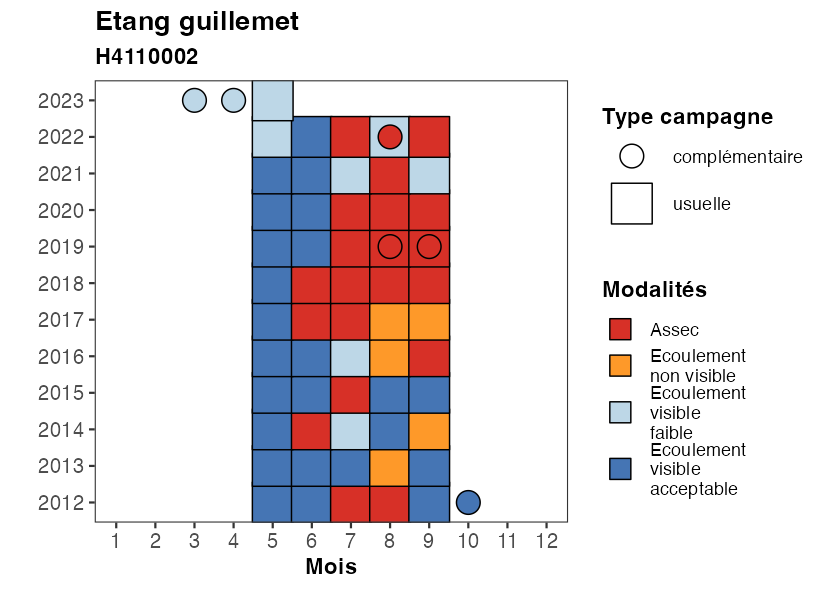 Etang guillemet
H4110002
2023
2022
2021
2020
2019
2018
2017
2016
2015
2014
2013
2012
1 2 3 4 5 6 7 8 9 10 11 12
Mois
Type campagne
complémentaire
usuelle
Modalités
Assec
Ecoulement
non visible
Ecoulement
visible
faible
Ecoulement
visible
acceptable